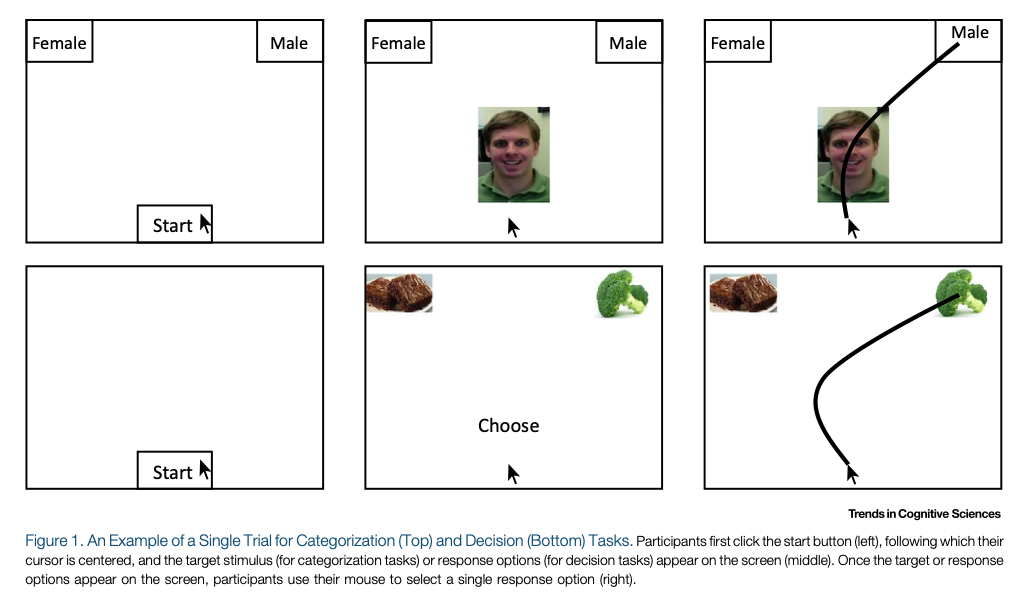 Female
Male
Female
Male
Female
Male
Start
Choose
Start
Trends in Cognitive Sciences
Figure 1. An Example of a Single Trial for Categorization (Top) and Decision (Bottom) Tasks. Participants first click the start button (left), following which their
cursor is centered, and the target stimulus (for categorization tasks) or response options (for decision tasks) appear on the screen (middle). Once the target or response
options appear on the screen, participants use their mouse to select a single response option (right).